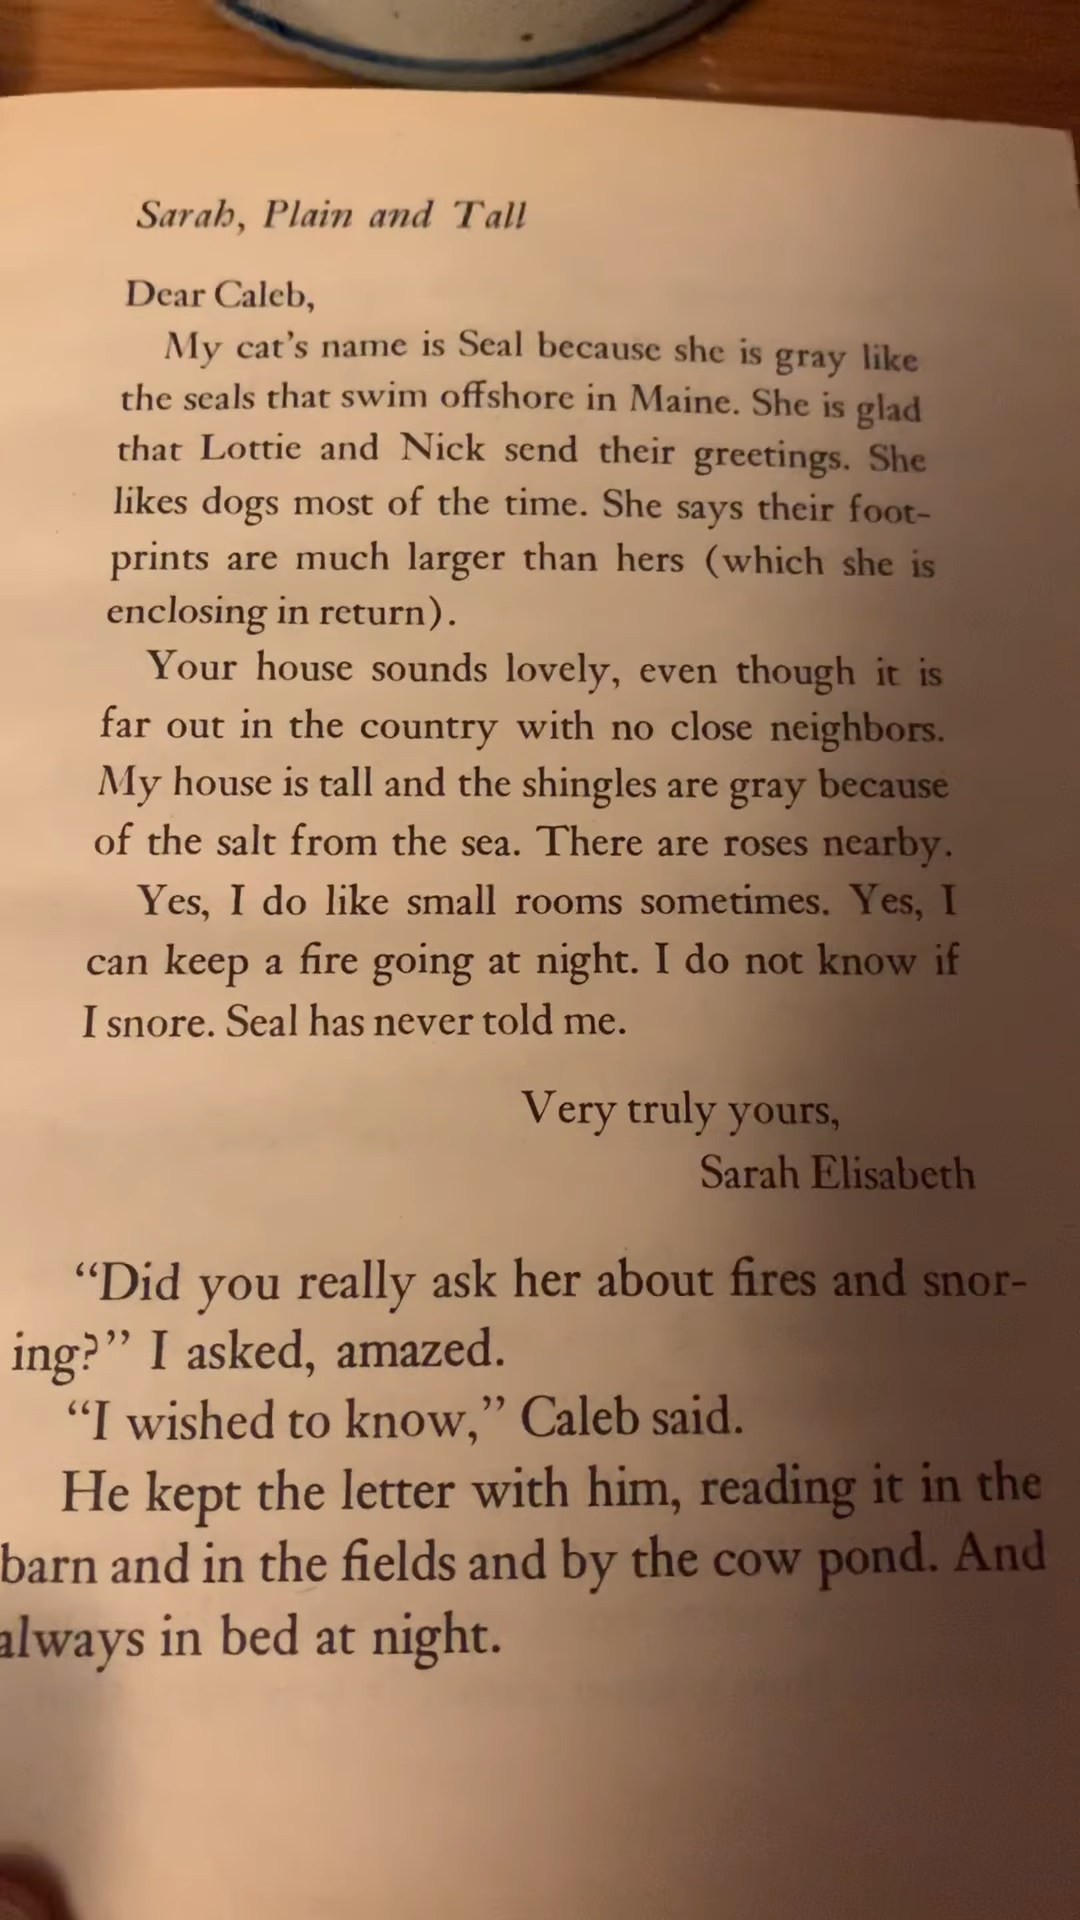 Sarah, Plain and Tall
Dear Caleb,
My cat’s name is Seal because she is gray like
the seals that swim offshore in Maine. She is glad
that Lottie and Nick send their greetings. She
likes dogs most of the time. She says their foot-
prints are much larger than hers (which she is
enclosing in return).
Your house sounds lovely, even though it is
far out in the country with no close neighbors.
My house is tall and the shingles are gray because
of the salt from the sea. There are roses nearby.
Yes, I do like small rooms sometimes. Yes, I
can keep a fire going at night. I do not know if
I snore. Seal has never told me.
Very truly yours,
Sarah Elisabeth
“Did you really ask her about fires and snor-
ing?” I asked, amazed.
“I wished to know,” Caleb said.
He kept the letter with him, reading it in the
barn and in the fields and by the cow pond. And
always in bed at night.